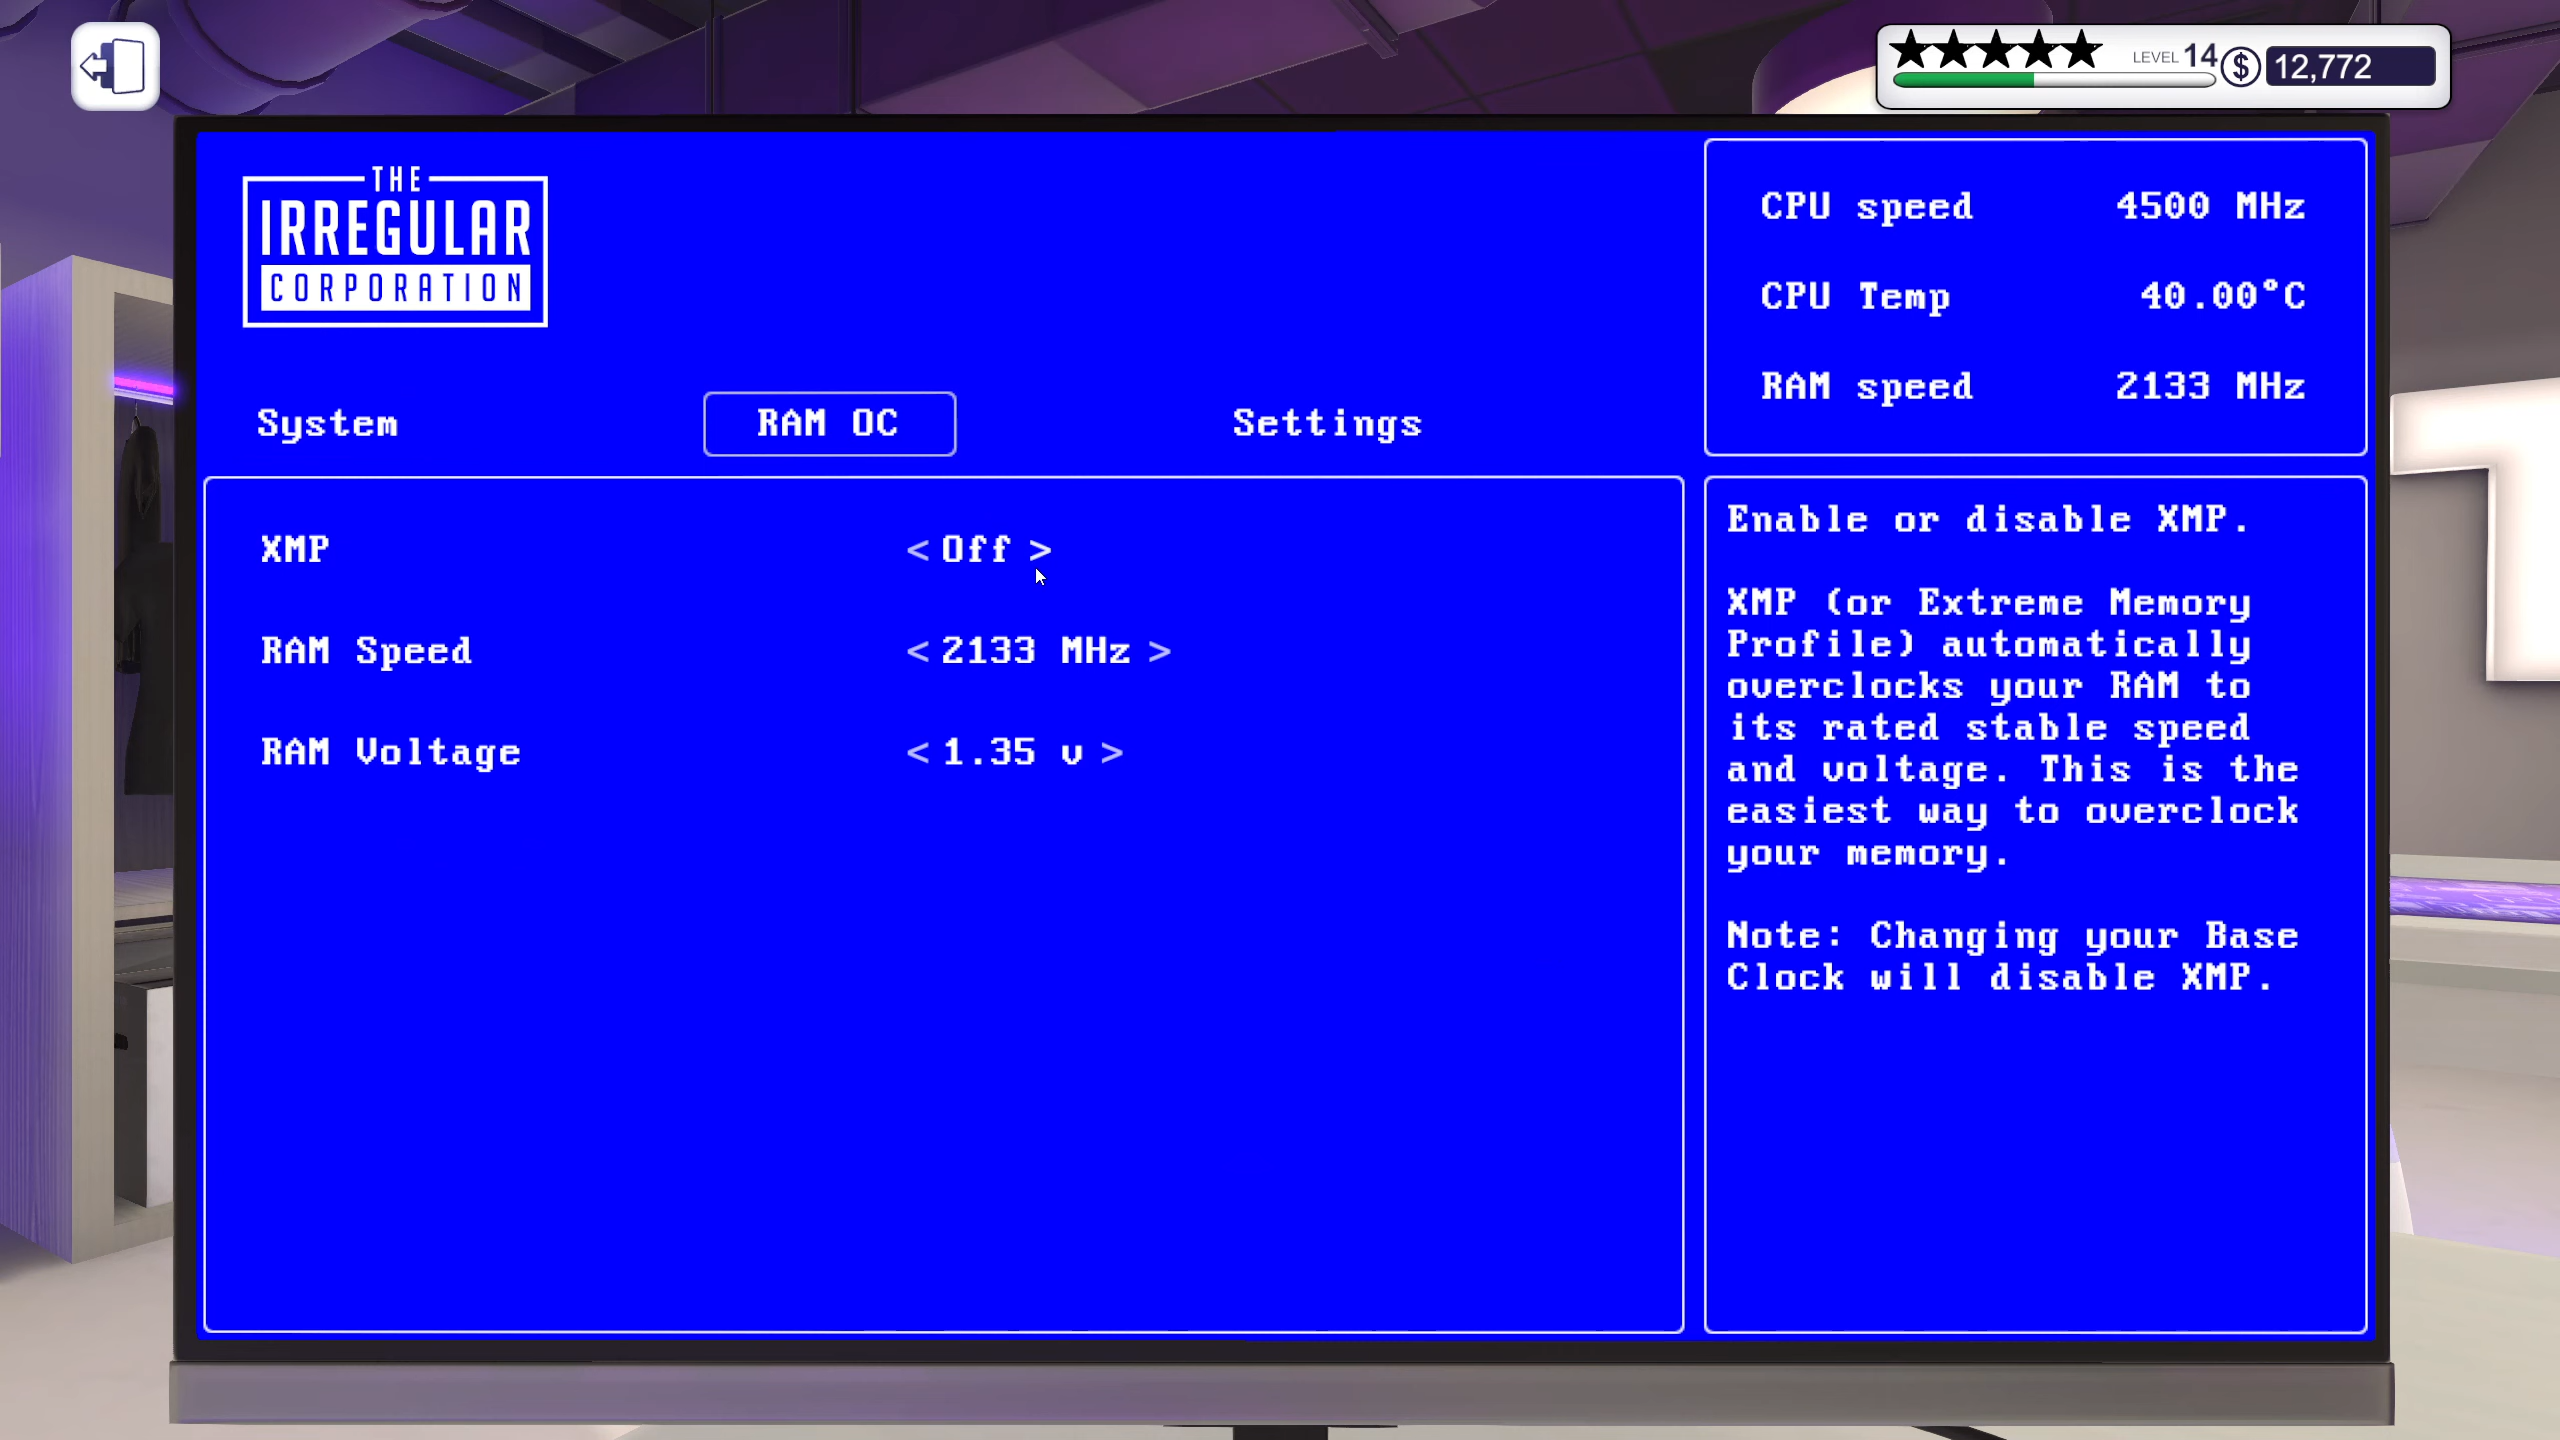 LEVEL 14
12,772
THE
IRREGULAR
CORPORATION
CPU speed 4500 MHz
CPU Temp 40.00°C
RAM speed 2133 MHz
System RAM OC Settings
XMP < Off >
RAM Speed < 2133 MHz >
RAM Voltage < 1.35 v >
Enable or disable XMP.
XMP (or Extreme Memory
Profile) automatically
overclocks your RAM to
its rated stable speed
and voltage. This is the
easiest way to overclock
your memory.
Note: Changing your Base
Clock will disable XMP.